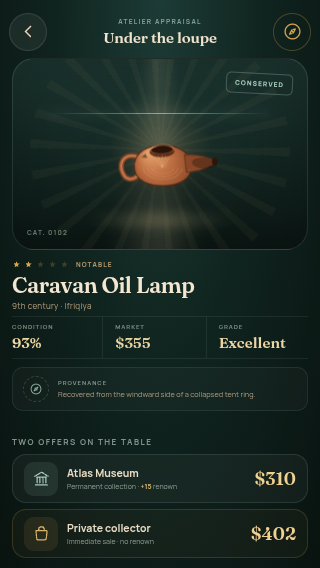 ATELIER APPRAISAL
Under the loupe
CONSERVED
CAT. 0102
NOTABLE
Caravan Oil Lamp
9th century · Ifriqiya
CONDITION
93%
MARKET
$355
GRADE
Excellent
PROVENANCE
Recovered from the windward side of a collapsed tent ring.
TWO OFFERS ON THE TABLE
Atlas Museum
Permanent collection · +15 renown
$310
Private collector
Immediate sale · no renown
$402